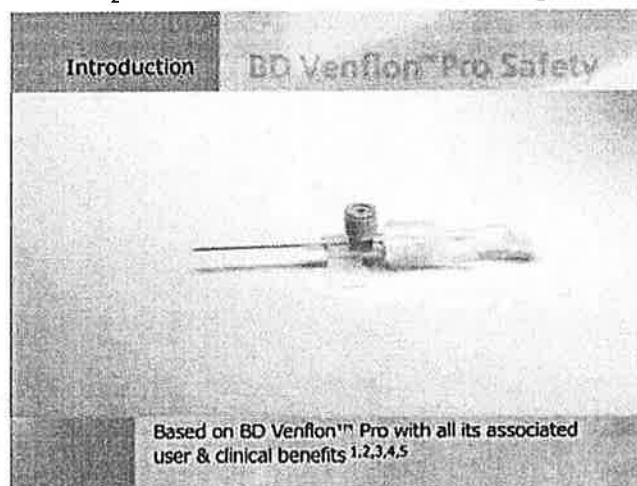 Introduction
BD Venflon™ Pro Safety
Based on BD Venflon™ Pro with all its associated
user & clinical benefits 1,2,3,4,5